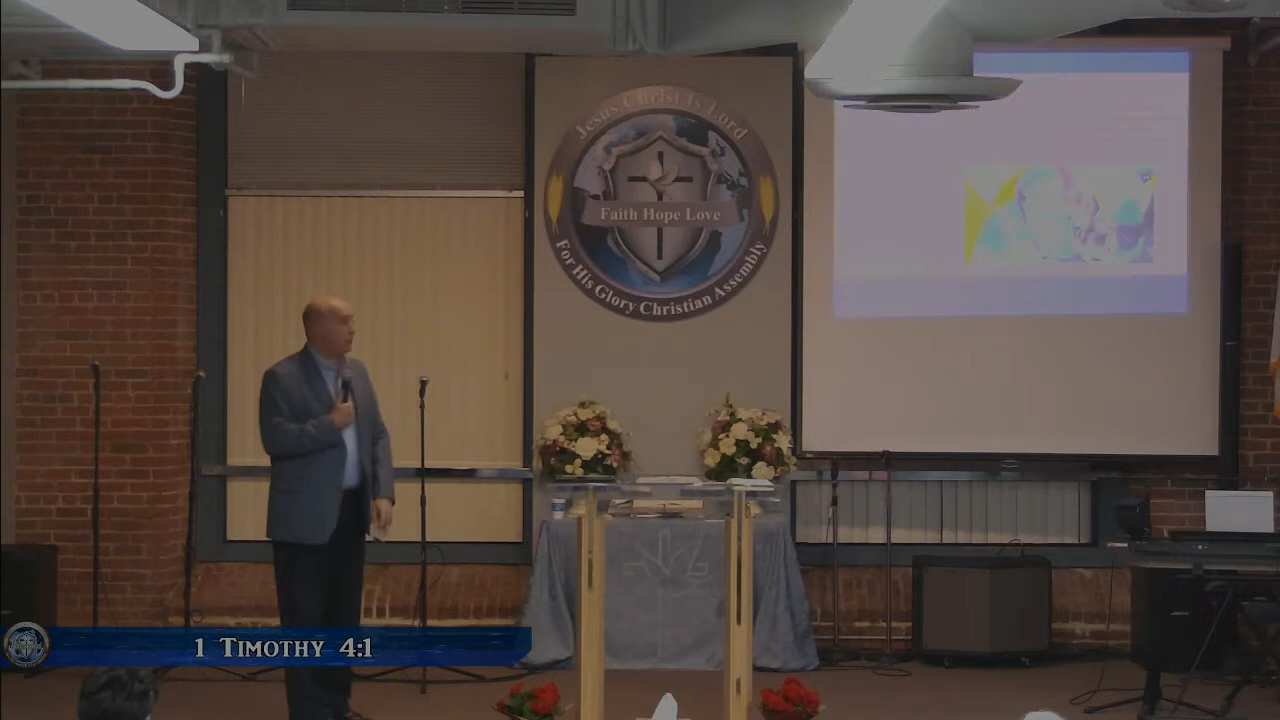 Jesus Christ Is Lord
Faith Hope Love
For His Glory Christian Assembly
1 Timothy 4:1